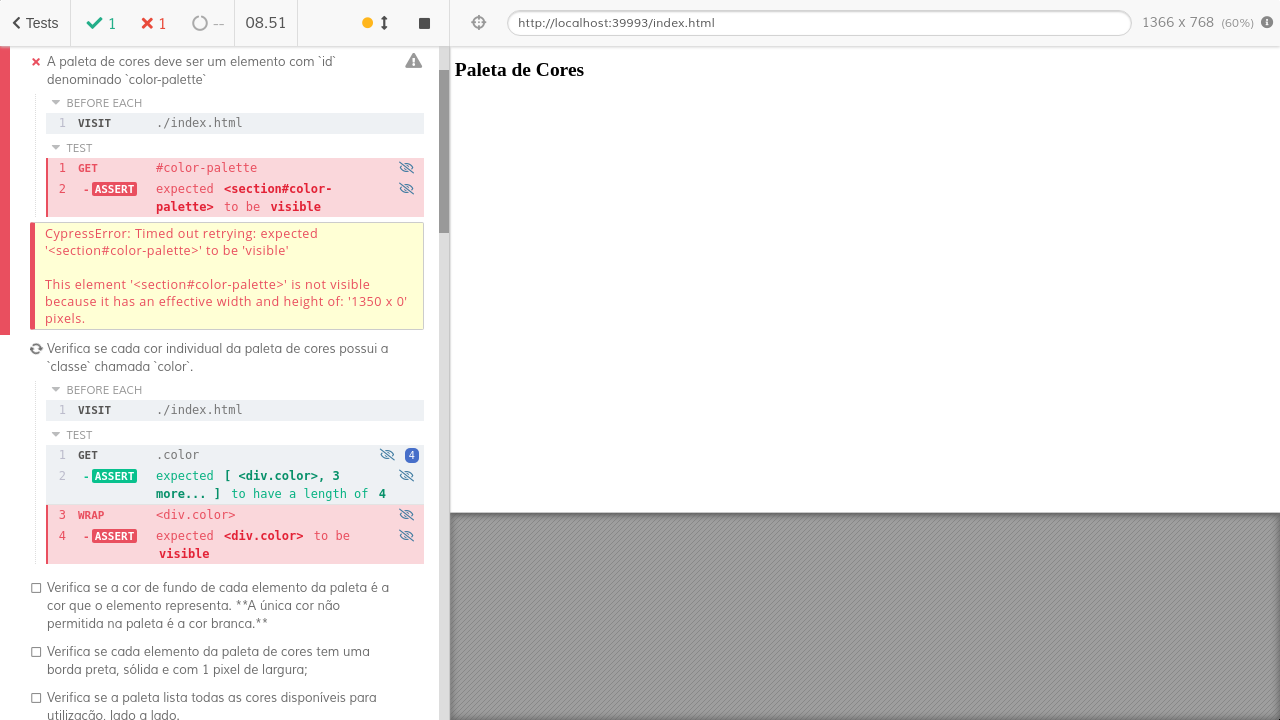 Tests
1
1
--
08.51
http://localhost:39993/index.html
1366 x 768 (60%)
A paleta de cores deve ser um elemento com `id`
denominado `color-palette`
BEFORE EACH
1 VISIT ./index.html
TEST
1 GET #color-palette
2 -ASSERT expected <section#color-
palette> to be visible
CypressError: Timed out retrying: expected
'<section#color-palette>' to be 'visible'
This element '<section#color-palette>' is not visible
because it has an effective width and height of: '1350 x 0'
pixels.
Verifica se cada cor individual da paleta de cores possui a
`classe` chamada `color`.
BEFORE EACH
1 VISIT ./index.html
TEST
1 GET .color 4
2 -ASSERT expected [ <div.color>, 3
more... ] to have a length of 4
3 WRAP <div.color>
4 -ASSERT expected <div.color> to be
visible
Verifica se a cor de fundo de cada elemento da paleta é a
cor que o elemento representa. **A única cor não
permitida na paleta é a cor branca.**
Verifica se cada elemento da paleta de cores tem uma
borda preta, sólida e com 1 pixel de largura;
Verifica se a paleta lista todas as cores disponíveis para
utilização, lado a lado.
Paleta de Cores